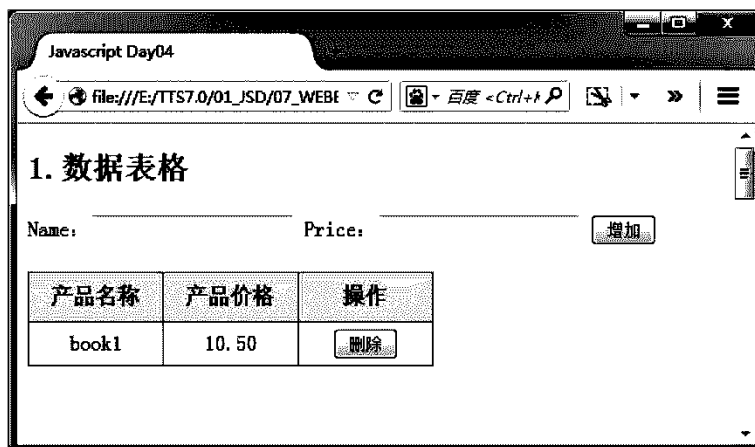 Javascript Day04
file:///E:/TTS7.0/01_JSD/07_WEBE
百度 <Ctrl+k
1. 数据表格
Name: Price: 增加
产品名称 产品价格 操作
book1 10.50 删除